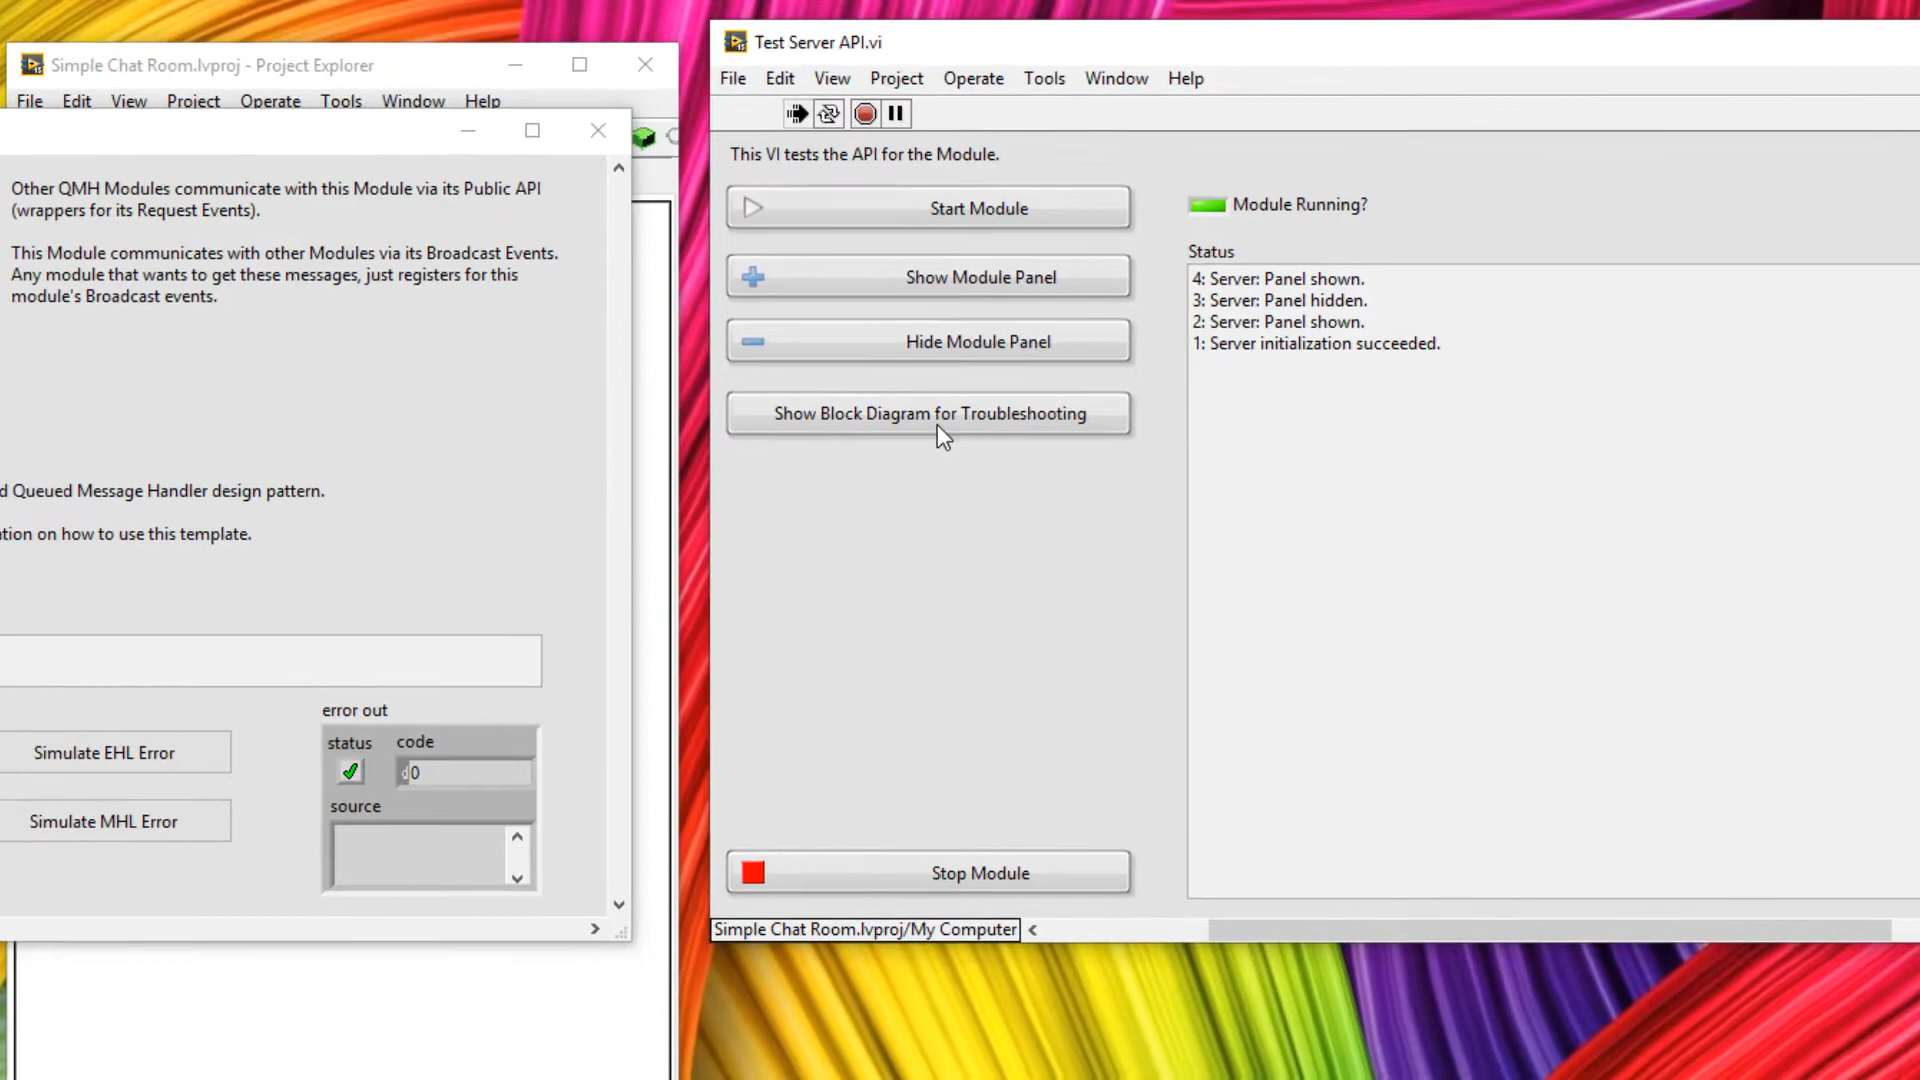 Simple Chat Room.lvproj - Project Explorer
File Edit View Project Operate Tools Window Help
Other QMH Modules communicate with this Module via its Public API
(wrappers for its Request Events).
This Module communicates with other Modules via its Broadcast Events.
Any module that wants to get these messages, just registers for this
module's Broadcast events.
d Queued Message Handler design pattern.
ation on how to use this template.
error out
status code
d0
source
Simulate EHL Error
Simulate MHL Error
Test Server API.vi
File Edit View Project Operate Tools Window Help
This VI tests the API for the Module.
Start Module
Show Module Panel
Hide Module Panel
Show Block Diagram for Troubleshooting
Stop Module
Module Running?
Status
4: Server: Panel shown.
3: Server: Panel hidden.
2: Server: Panel shown.
1: Server initialization succeeded.
Simple Chat Room.lvproj/My Computer